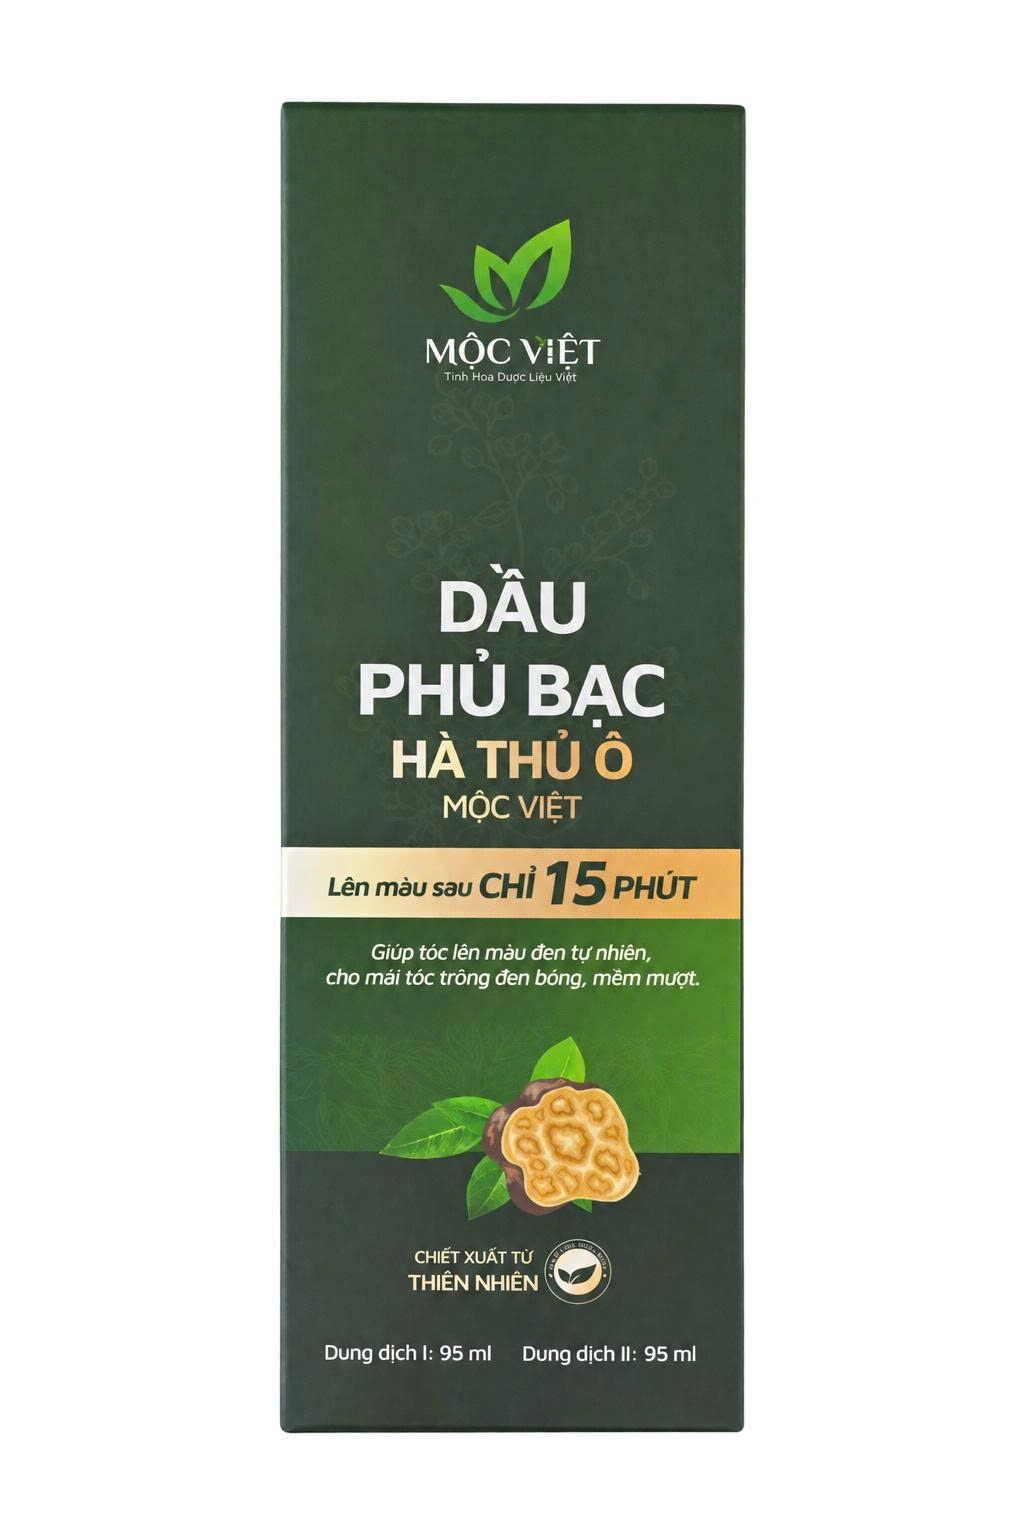 MỘC VIỆT
Tinh Hoa Dược Liệu Việt
DẦU
PHỦ BẠC
HÀ THỦ Ô
MỘC VIỆT
Lên màu sau CHỈ 15 PHÚT
Giúp tóc lên màu đen tự nhiên,
cho mái tóc trông đen bóng, mềm mượt.
CHIẾT XUẤT TỪ
THIÊN NHIÊN
Dung dịch I: 95 ml Dung dịch II: 95 ml